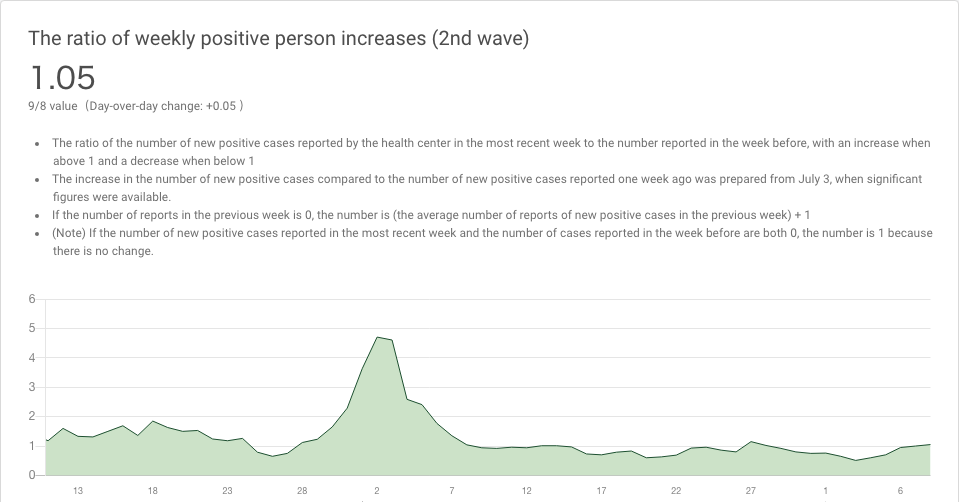 The ratio of weekly positive person increases (2nd wave)
1.05
9/8 value （Day-over-day change: +0.05 ）
• The ratio of the number of new positive cases reported by the health center in the most recent week to the number reported in the week before, with an increase when
above 1 and a decrease when below 1
• The increase in the number of new positive cases compared to the number of new positive cases reported one week ago was prepared from July 3, when significant
figures were available.
• If the number of reports in the previous week is 0, the number is (the average number of reports of new positive cases in the previous week) + 1
• (Note) If the number of new positive cases reported in the most recent week and the number of cases reported in the week before are both 0, the number is 1 because
there is no change.
6
5
4
3
2
1
0
13 18 23 28 2 7 12 17 22 27 1 6